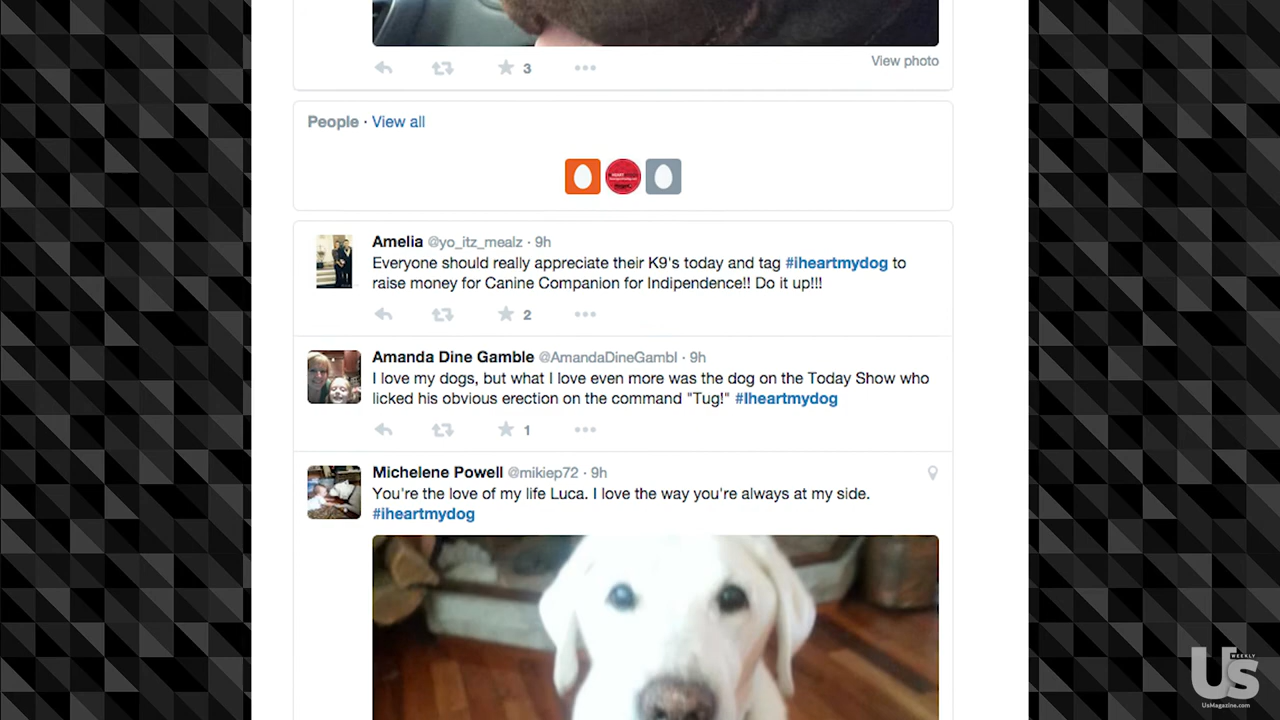 View photo
3
People · View all
Amelia @yo_itz_mealz · 9h
Everyone should really appreciate their K9's today and tag #iheartmydog to
raise money for Canine Companion for Indipendence!! Do it up!!!
2
Amanda Dine Gamble @AmandaDineGambl · 9h
I love my dogs, but what I love even more was the dog on the Today Show who
licked his obvious erection on the command "Tug!" #Iheartmydog
1
Michelene Powell @mikiep72 · 9h
You're the love of my life Luca. I love the way you're always at my side.
#iheartmydog
Us WEEKLY
UsMagazine.com